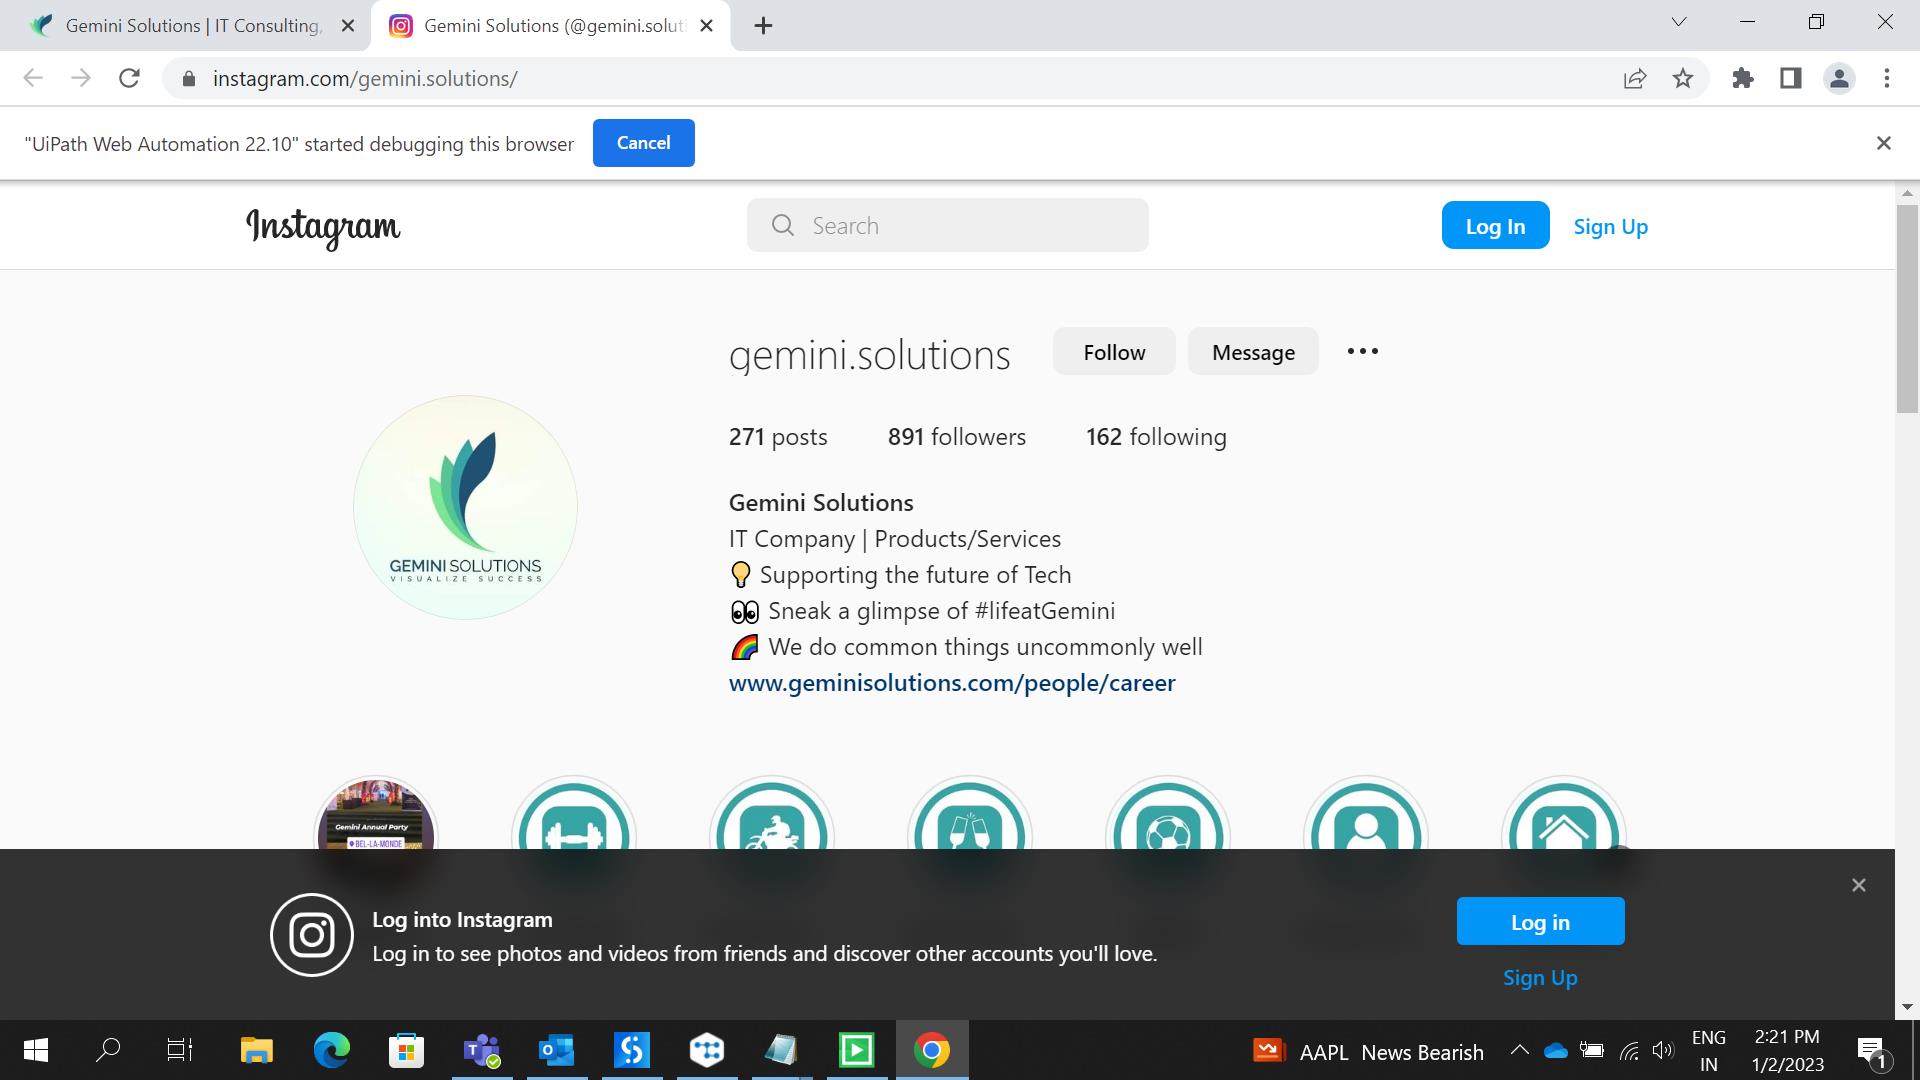 Gemini Solutions | IT Consulting,
Gemini Solutions (@gemini.soluti
instagram.com/gemini.solutions/
"UiPath Web Automation 22.10" started debugging this browser
Cancel
Instagram
Search
Log In
Sign Up
gemini.solutions
Follow
Message
271 posts
891 followers
162 following
GEMINI SOLUTIONS
VISUALIZE SUCCESS
Gemini Solutions
IT Company | Products/Services
💡 Supporting the future of Tech
👀 Sneak a glimpse of #lifeatGemini
🌈 We do common things uncommonly well
www.geminisolutions.com/people/career
Gemini Annual Party
BEL-LA-MONDE
Log into Instagram
Log in to see photos and videos from friends and discover other accounts you'll love.
Log in
Sign Up
AAPL News Bearish
ENG
IN
2:21 PM
1/2/2023
1